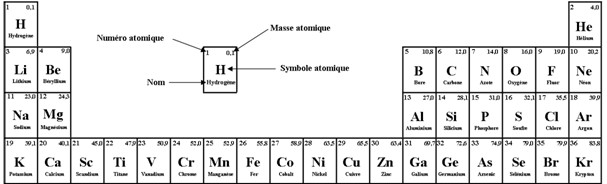 1 0,1
H
Hydrogène
2 4,0
He
Hélium
Numéro atomique
Masse atomique
1 0,1
H
Hydrogène
Symbole atomique
Nom
3 6,9 4 9,0 5 10,8 6 12,0 7 14,0 8 16,0 9 19,0 10 20,2
Li Be B C N O F Ne
Lithium Béryllium Bore Carbone Azote Oxygène Fluor Néon
11 23,0 12 24,3 13 27,0 14 28,1 15 31,0 16 32,1 17 35,5 18 39,9
Na Mg Al Si P S Cl Ar
Sodium Magnésium Aluminium Silicium Phosphore Soufre Chlore Argon
19 39,1 20 40,1 21 45,0 22 47,9 23 50,9 24 52,0 25 52,9 26 55,8 27 58,9 28 58,7 29 63,5 30 65,4 31 69,7 32 72,6 33 74,9 34 79,0 35 79,9 36 83,8
K Ca Sc Ti V Cr Mn Fe Co Ni Cu Zn Ga Ge As Se Br Kr
Potassium Calcium Scandium Titane Vanadium Chrome Manganèse Fer Cobalt Nickel Cuivre Zinc Galium Germanium Arsenic Sélénium Brome Krypton